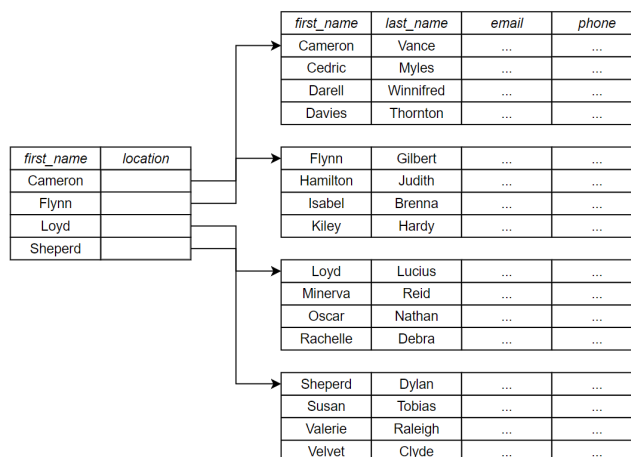 first_name last_name email phone
Cameron Vance ... ...
Cedric Myles ... ...
Darell Winnifred ... ...
Davies Thornton ... ...
first_name location
Cameron
Flynn
Loyd
Sheperd
Flynn Gilbert ... ...
Hamilton Judith ... ...
Isabel Brenna ... ...
Kiley Hardy ... ...
Loyd Lucius ... ...
Minerva Reid ... ...
Oscar Nathan ... ...
Rachelle Debra ... ...
Sheperd Dylan ... ...
Susan Tobias ... ...
Valerie Raleigh ... ...
Velvet Clyde ... ...